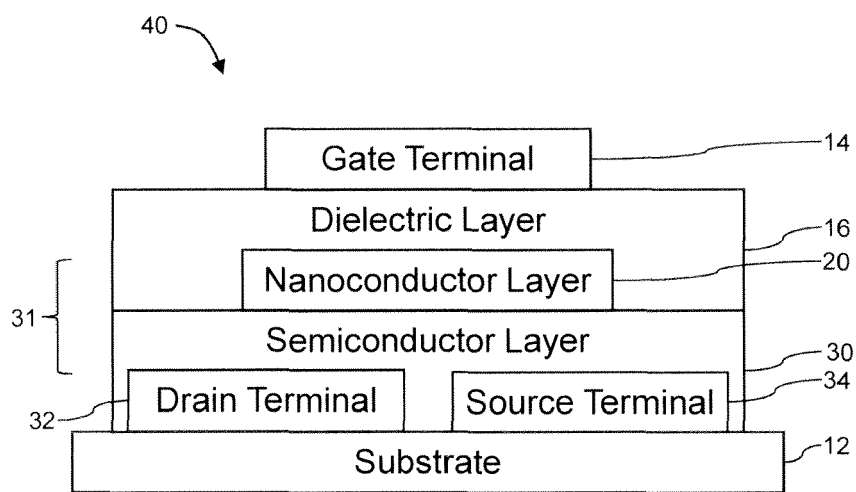 40
Gate Terminal
14
Dielectric Layer
16
Nanoconductor Layer
20
31
Semiconductor Layer
30
Drain Terminal
Source Terminal
34
32
Substrate
12